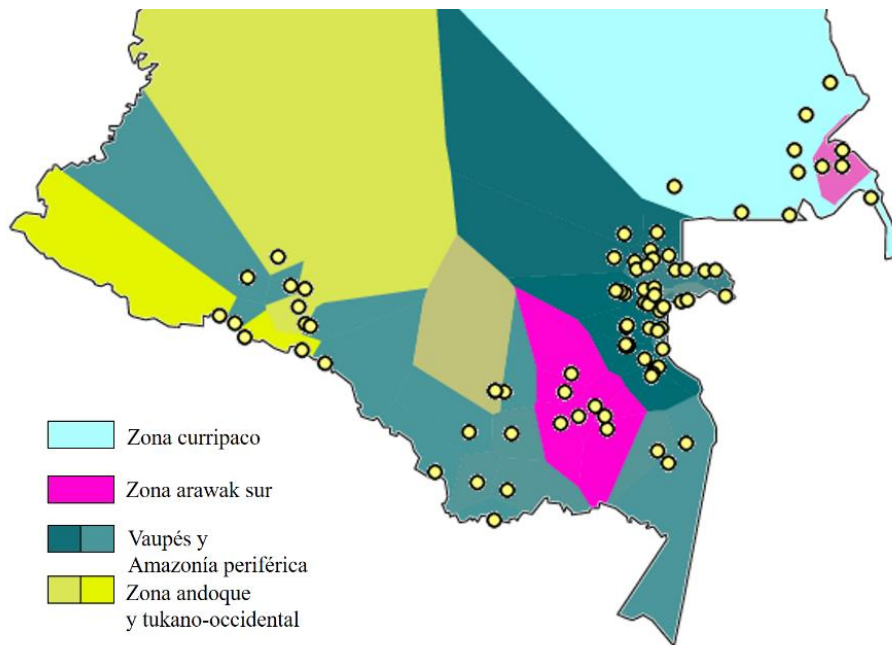 Zona curripaco
Zona arawak sur
Vaupés y
Amazonía periférica
Zona andoque
y tukano-occidental